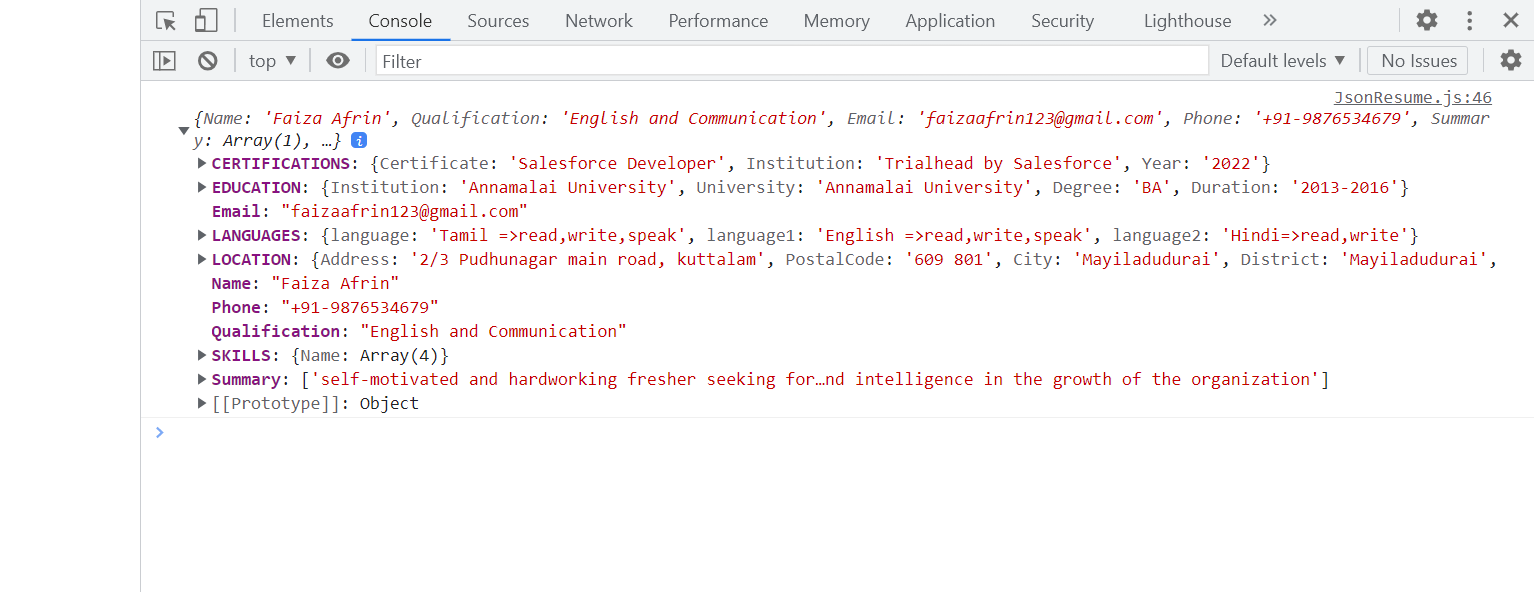 Elements Console Sources Network Performance Memory Application Security Lighthouse »
top ▼ Filter Default levels ▼ No Issues
JsonResume.js:46
{Name: 'Faiza Afrin', Qualification: 'English and Communication', Email: 'faizaafrin123@gmail.com', Phone: '+91-9876534679', Summar
y: Array(1), …} i
CERTIFICATIONS: {Certificate: 'Salesforce Developer', Institution: 'Trialhead by Salesforce', Year: '2022'}
EDUCATION: {Institution: 'Annamalai University', University: 'Annamalai University', Degree: 'BA', Duration: '2013-2016'}
Email: "faizaafrin123@gmail.com"
LANGUAGES: {language: 'Tamil =>read,write,speak', language1: 'English =>read,write,speak', language2: 'Hindi=>read,write'}
LOCATION: {Address: '2/3 Pudhunagar main road, kuttalam', PostalCode: '609 801', City: 'Mayiladudurai', District: 'Mayiladudurai',
Name: "Faiza Afrin"
Phone: "+91-9876534679"
Qualification: "English and Communication"
SKILLS: {Name: Array(4)}
Summary: ['self-motivated and hardworking fresher seeking for…nd intelligence in the growth of the organization']
[[Prototype]]: Object